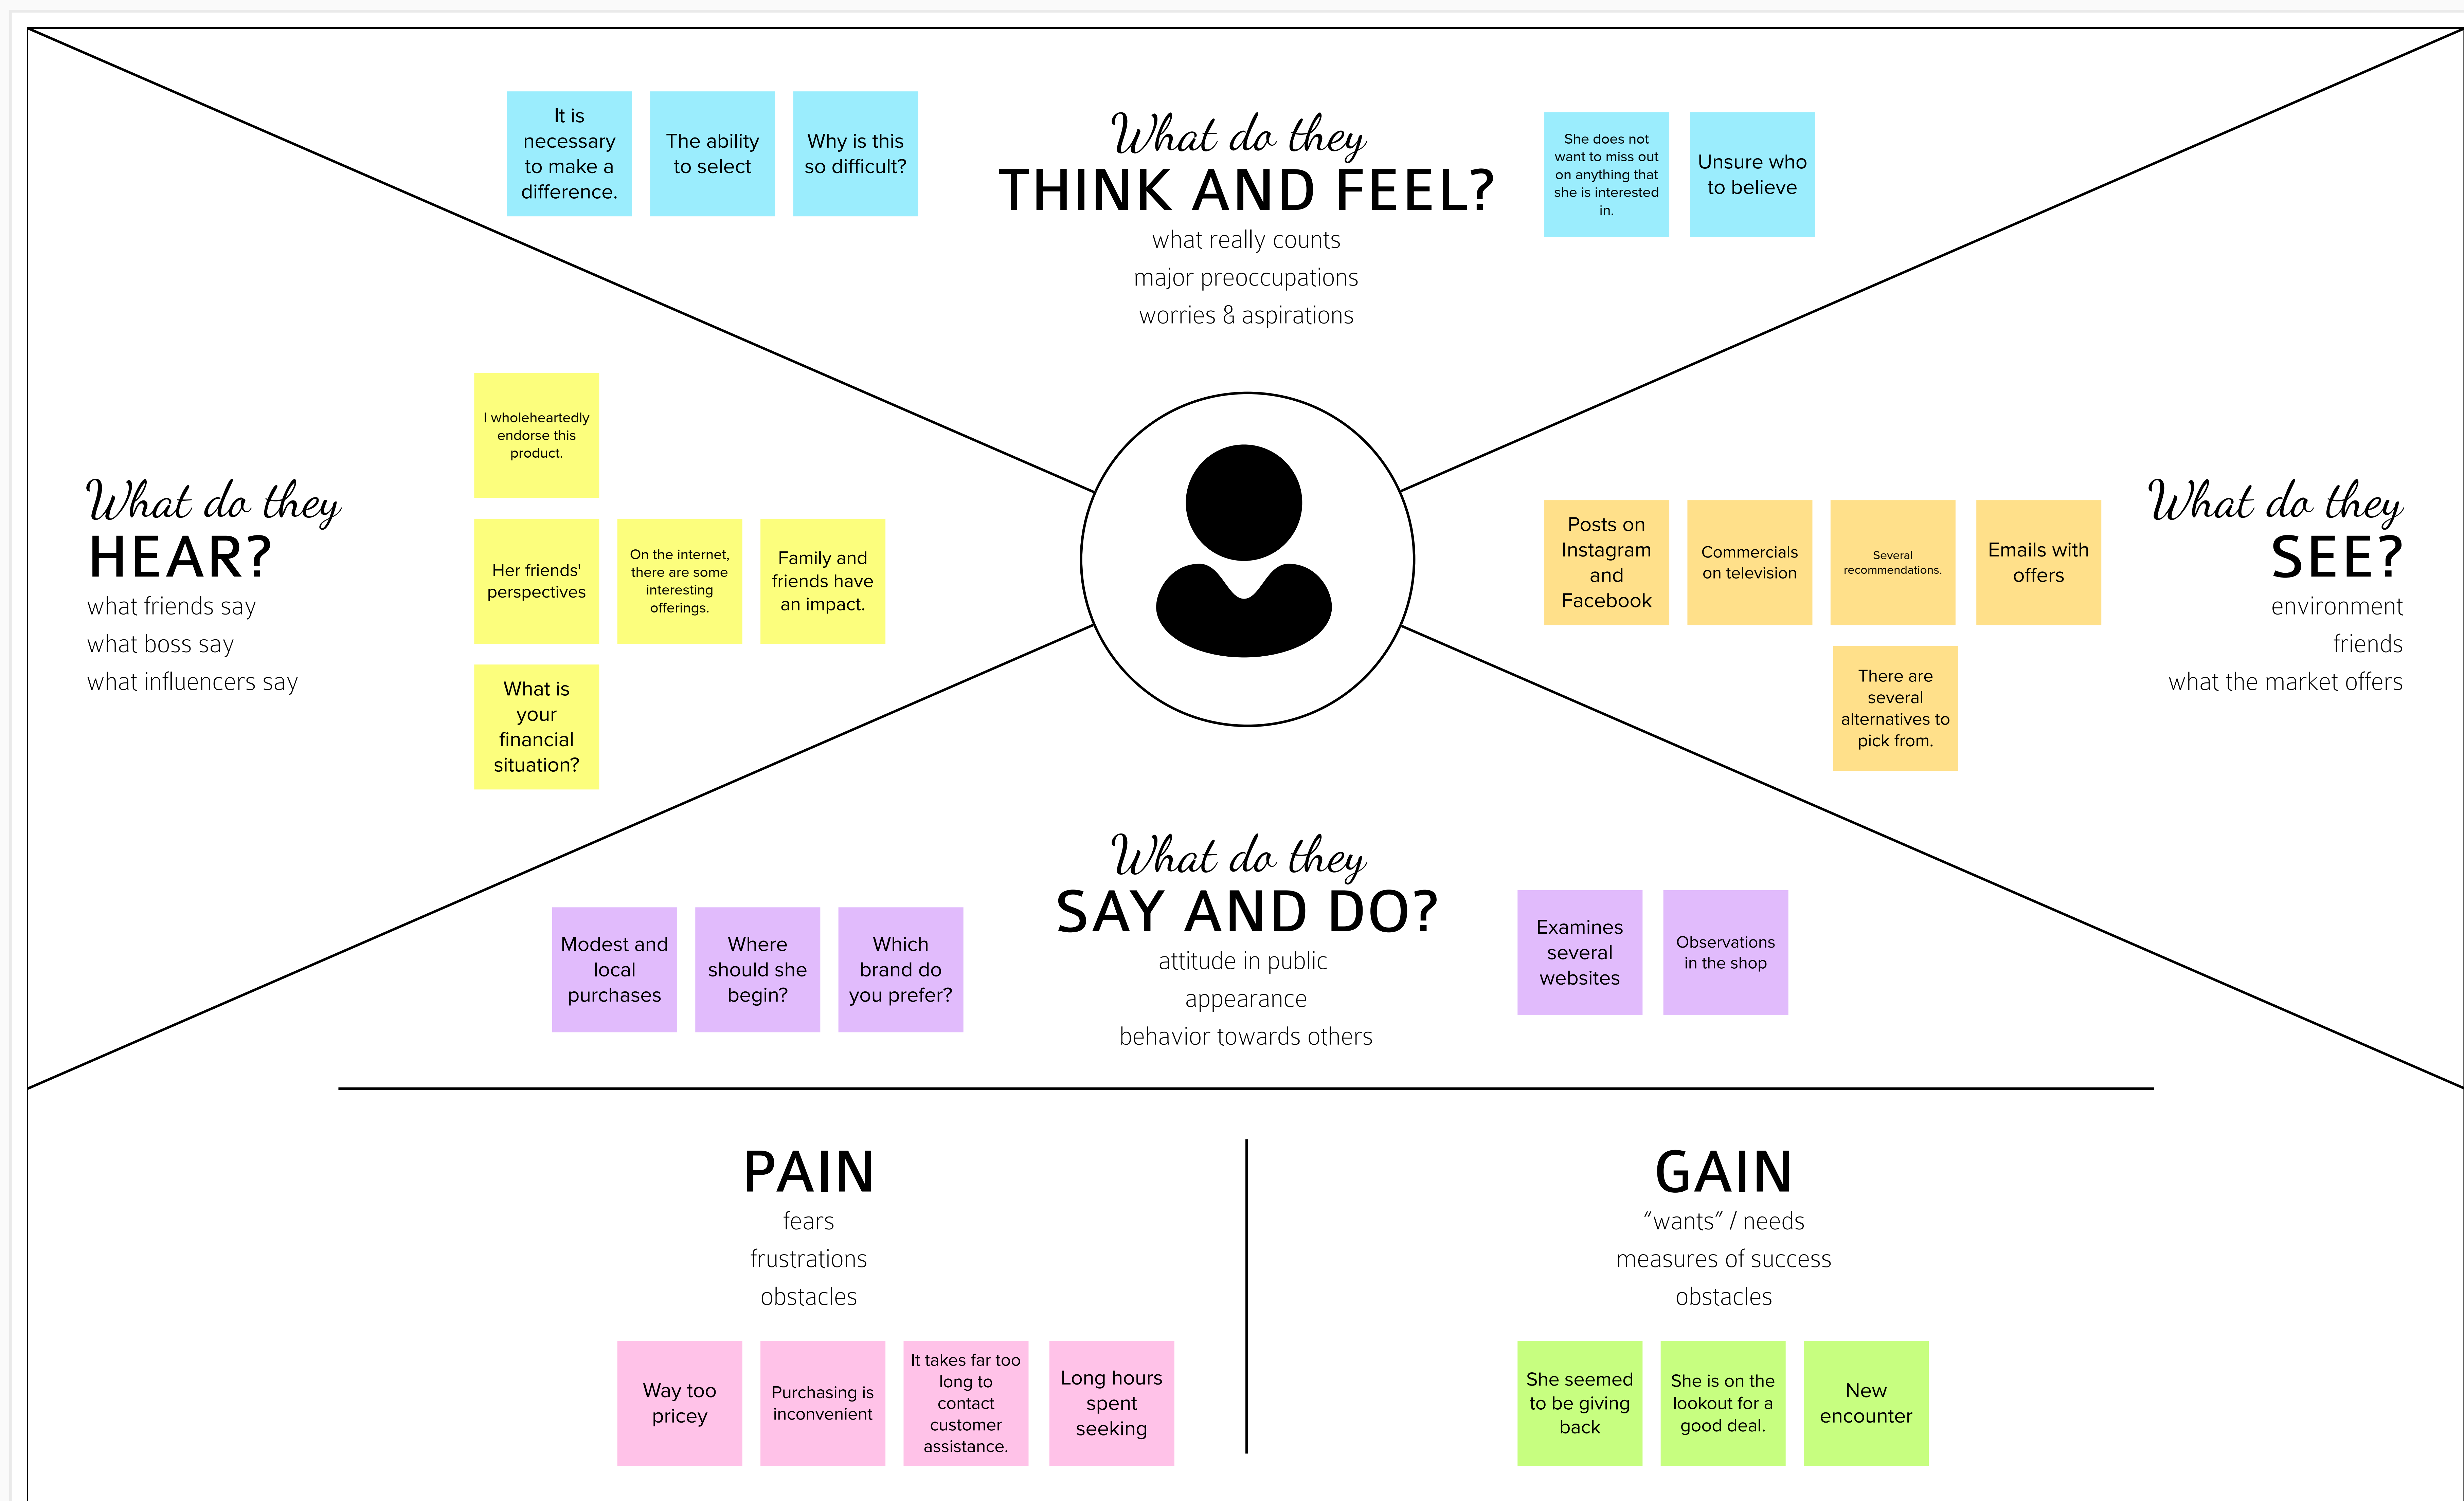 It is
necessary
to make a
difference.
The ability
to select
Why is this
so difficult?
What do they
THINK AND FEEL?
what really counts
major preoccupations
worries & aspirations
She does not
want to miss out
on anything that
she is interested
in.
Unsure who
to believe
What do they
HEAR?
what friends say
what boss say
what influencers say
I wholeheartedly
endorse this
product.
Her friends'
perspectives
On the internet,
there are some
interesting
offerings.
Family and
friends have
an impact.
What is
your
financial
situation?
Posts on
Instagram
and
Facebook
Commercials
on television
Several
recommendations.
Emails with
offers
There are
several
alternatives to
pick from.
What do they
SEE?
environment
friends
what the market offers
Modest and
local
purchases
Where
should she
begin?
Which
brand do
you prefer?
What do they
SAY AND DO?
attitude in public
appearance
behavior towards others
Examines
several
websites
Observations
in the shop
PAIN
fears
frustrations
obstacles
Way too
pricey
Purchasing is
inconvenient
It takes far too
long to
contact
customer
assistance.
Long hours
spent
seeking
GAIN
“wants” / needs
measures of success
obstacles
She seemed
to be giving
back
She is on the
lookout for a
good deal.
New
encounter